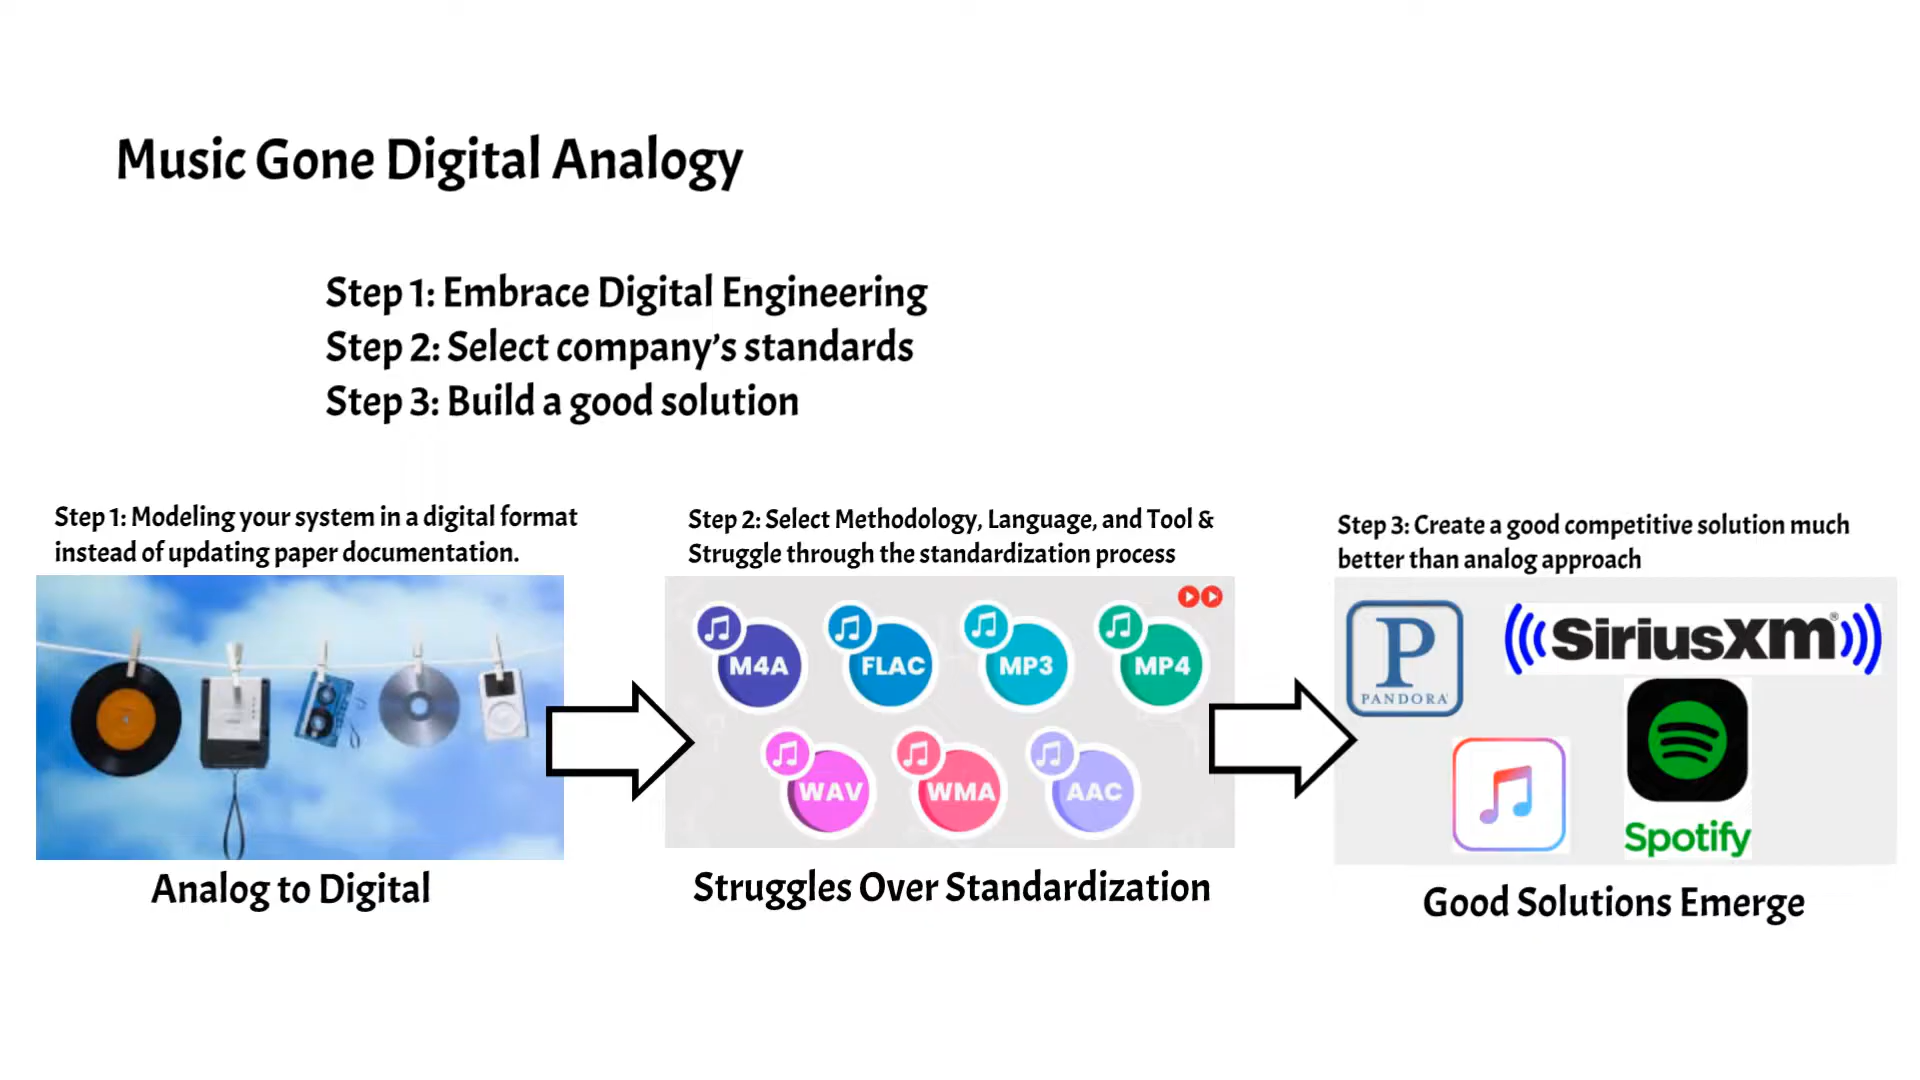 Music Gone Digital Analogy
Step 1: Embrace Digital Engineering
Step 2: Select company's standards
Step 3: Build a good solution
Step 1: Modeling your system in a digital format
instead of updating paper documentation.
Analog to Digital
Step 2: Select Methodology, Language, and Tool &
Struggle through the standardization process
M4A
FLAC
MP3
MP4
WAV
WMA
AAC
Struggles Over Standardization
Step 3: Create a good competitive solution much
better than analog approach
P
PANDORA
SiriusXM®
Spotify
Good Solutions Emerge